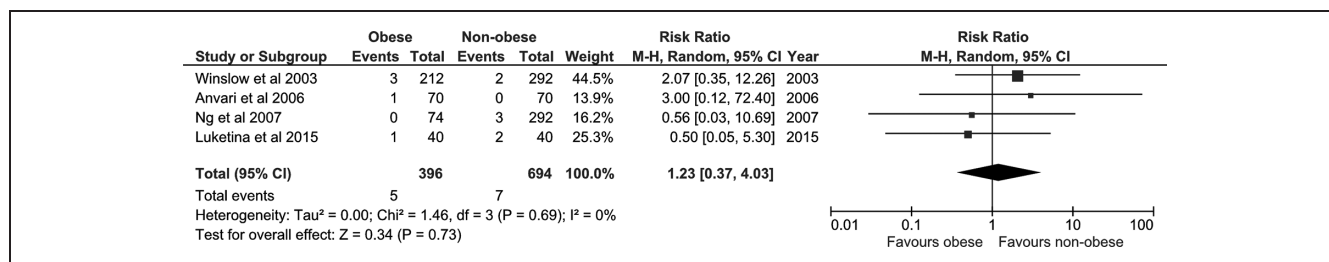 Obese Non-obese Risk Ratio Risk Ratio
Study or Subgroup Events Total Events Total Weight M-H, Random, 95% CI Year M-H, Random, 95% CI
Winslow et al 2003 3 212 2 292 44.5% 2.07 [0.35, 12.26] 2003
Anvari et al 2006 1 70 0 70 13.9% 3.00 [0.12, 72.40] 2006
Ng et al 2007 0 74 3 292 16.2% 0.56 [0.03, 10.69] 2007
Luketina et al 2015 1 40 2 40 25.3% 0.50 [0.05, 5.30] 2015
Total (95% CI) 396 694 100.0% 1.23 [0.37, 4.03]
Total events 5 7
Heterogeneity: Tau² = 0.00; Chi² = 1.46, df = 3 (P = 0.69); I² = 0%
Test for overall effect: Z = 0.34 (P = 0.73)
0.01 0.1 1 10 100
Favours obese Favours non-obese